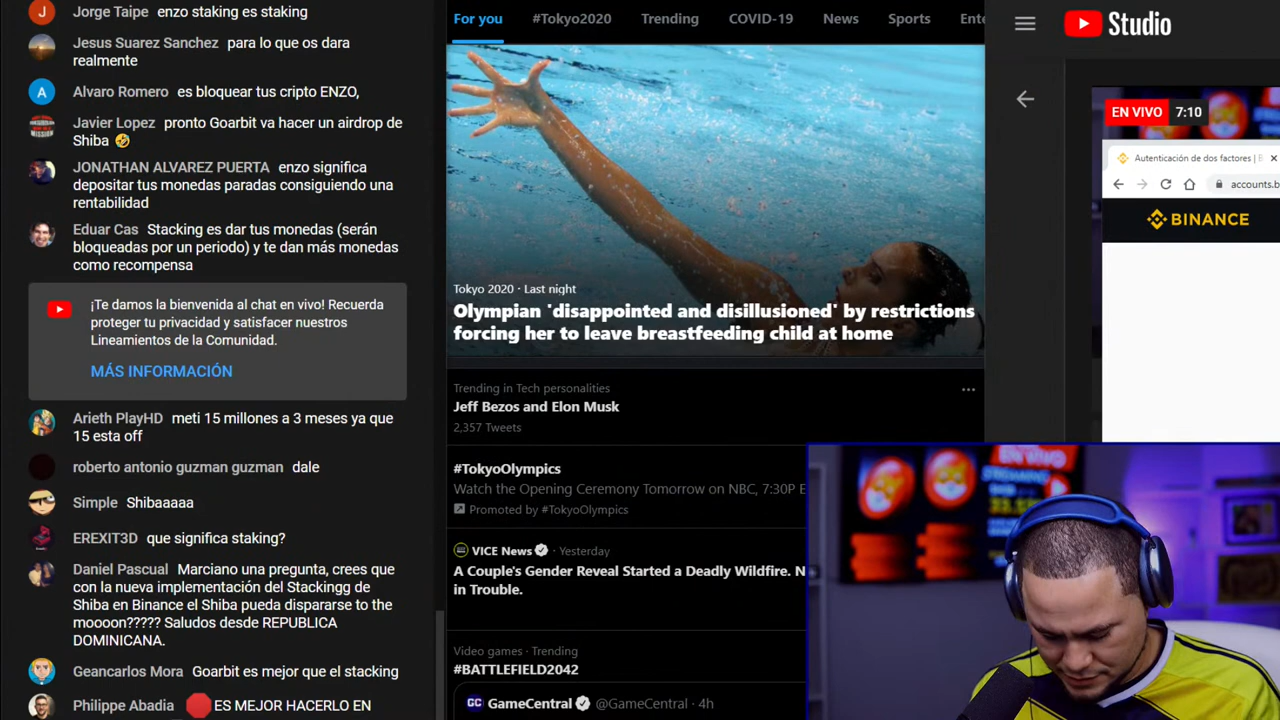 Jorge Taipe enzo staking es staking
Jesus Suarez Sanchez para lo que os dara
realmente
A
Alvaro Romero es bloquear tus cripto ENZO,
Javier Lopez pronto Goarbit va hacer un airdrop de
Shiba 🤣
JONATHAN ALVAREZ PUERTA enzo significa
depositar tus monedas paradas consiguiendo una
rentabilidad
Eduar Cas Stacking es dar tus monedas (serán
bloqueadas por un periodo) y te dan más monedas
como recompensa
¡Te damos la bienvenida al chat en vivo! Recuerda
proteger tu privacidad y satisfacer nuestros
Lineamientos de la Comunidad.
MÁS INFORMACIÓN
Arieth PlayHD meti 15 millones a 3 meses ya que
15 esta off
roberto antonio guzman guzman dale
Simple Shibaaaaa
EREXIT3D que significa staking?
Daniel Pascual Marciano una pregunta, crees que
con la nueva implementación del Stackingg de
Shiba en Binance el Shiba pueda dispararse to the
moooon????? Saludos desde REPUBLICA
DOMINICANA.
Geancarlos Mora Goarbit es mejor que el stacking
Philippe Abadia 🛑 ES MEJOR HACERLO EN
For you #Tokyo2020 Trending COVID-19 News Sports Ente
Tokyo 2020 · Last night
Olympian 'disappointed and disillusioned' by restrictions
forcing her to leave breastfeeding child at home
Trending in Tech personalities
Jeff Bezos and Elon Musk
2,357 Tweets
#TokyoOlympics
Watch the Opening Ceremony Tomorrow on NBC, 7:30P E
Promoted by #TokyoOlympics
VICE News · Yesterday
A Couple's Gender Reveal Started a Deadly Wildfire. N
in Trouble.
Video games · Trending
#BATTLEFIELD2042
GC GameCentral @GameCentral · 4h
Studio
EN VIVO 7:10
Autenticación de dos factores | B
accounts.b
BINANCE
EN VIVO